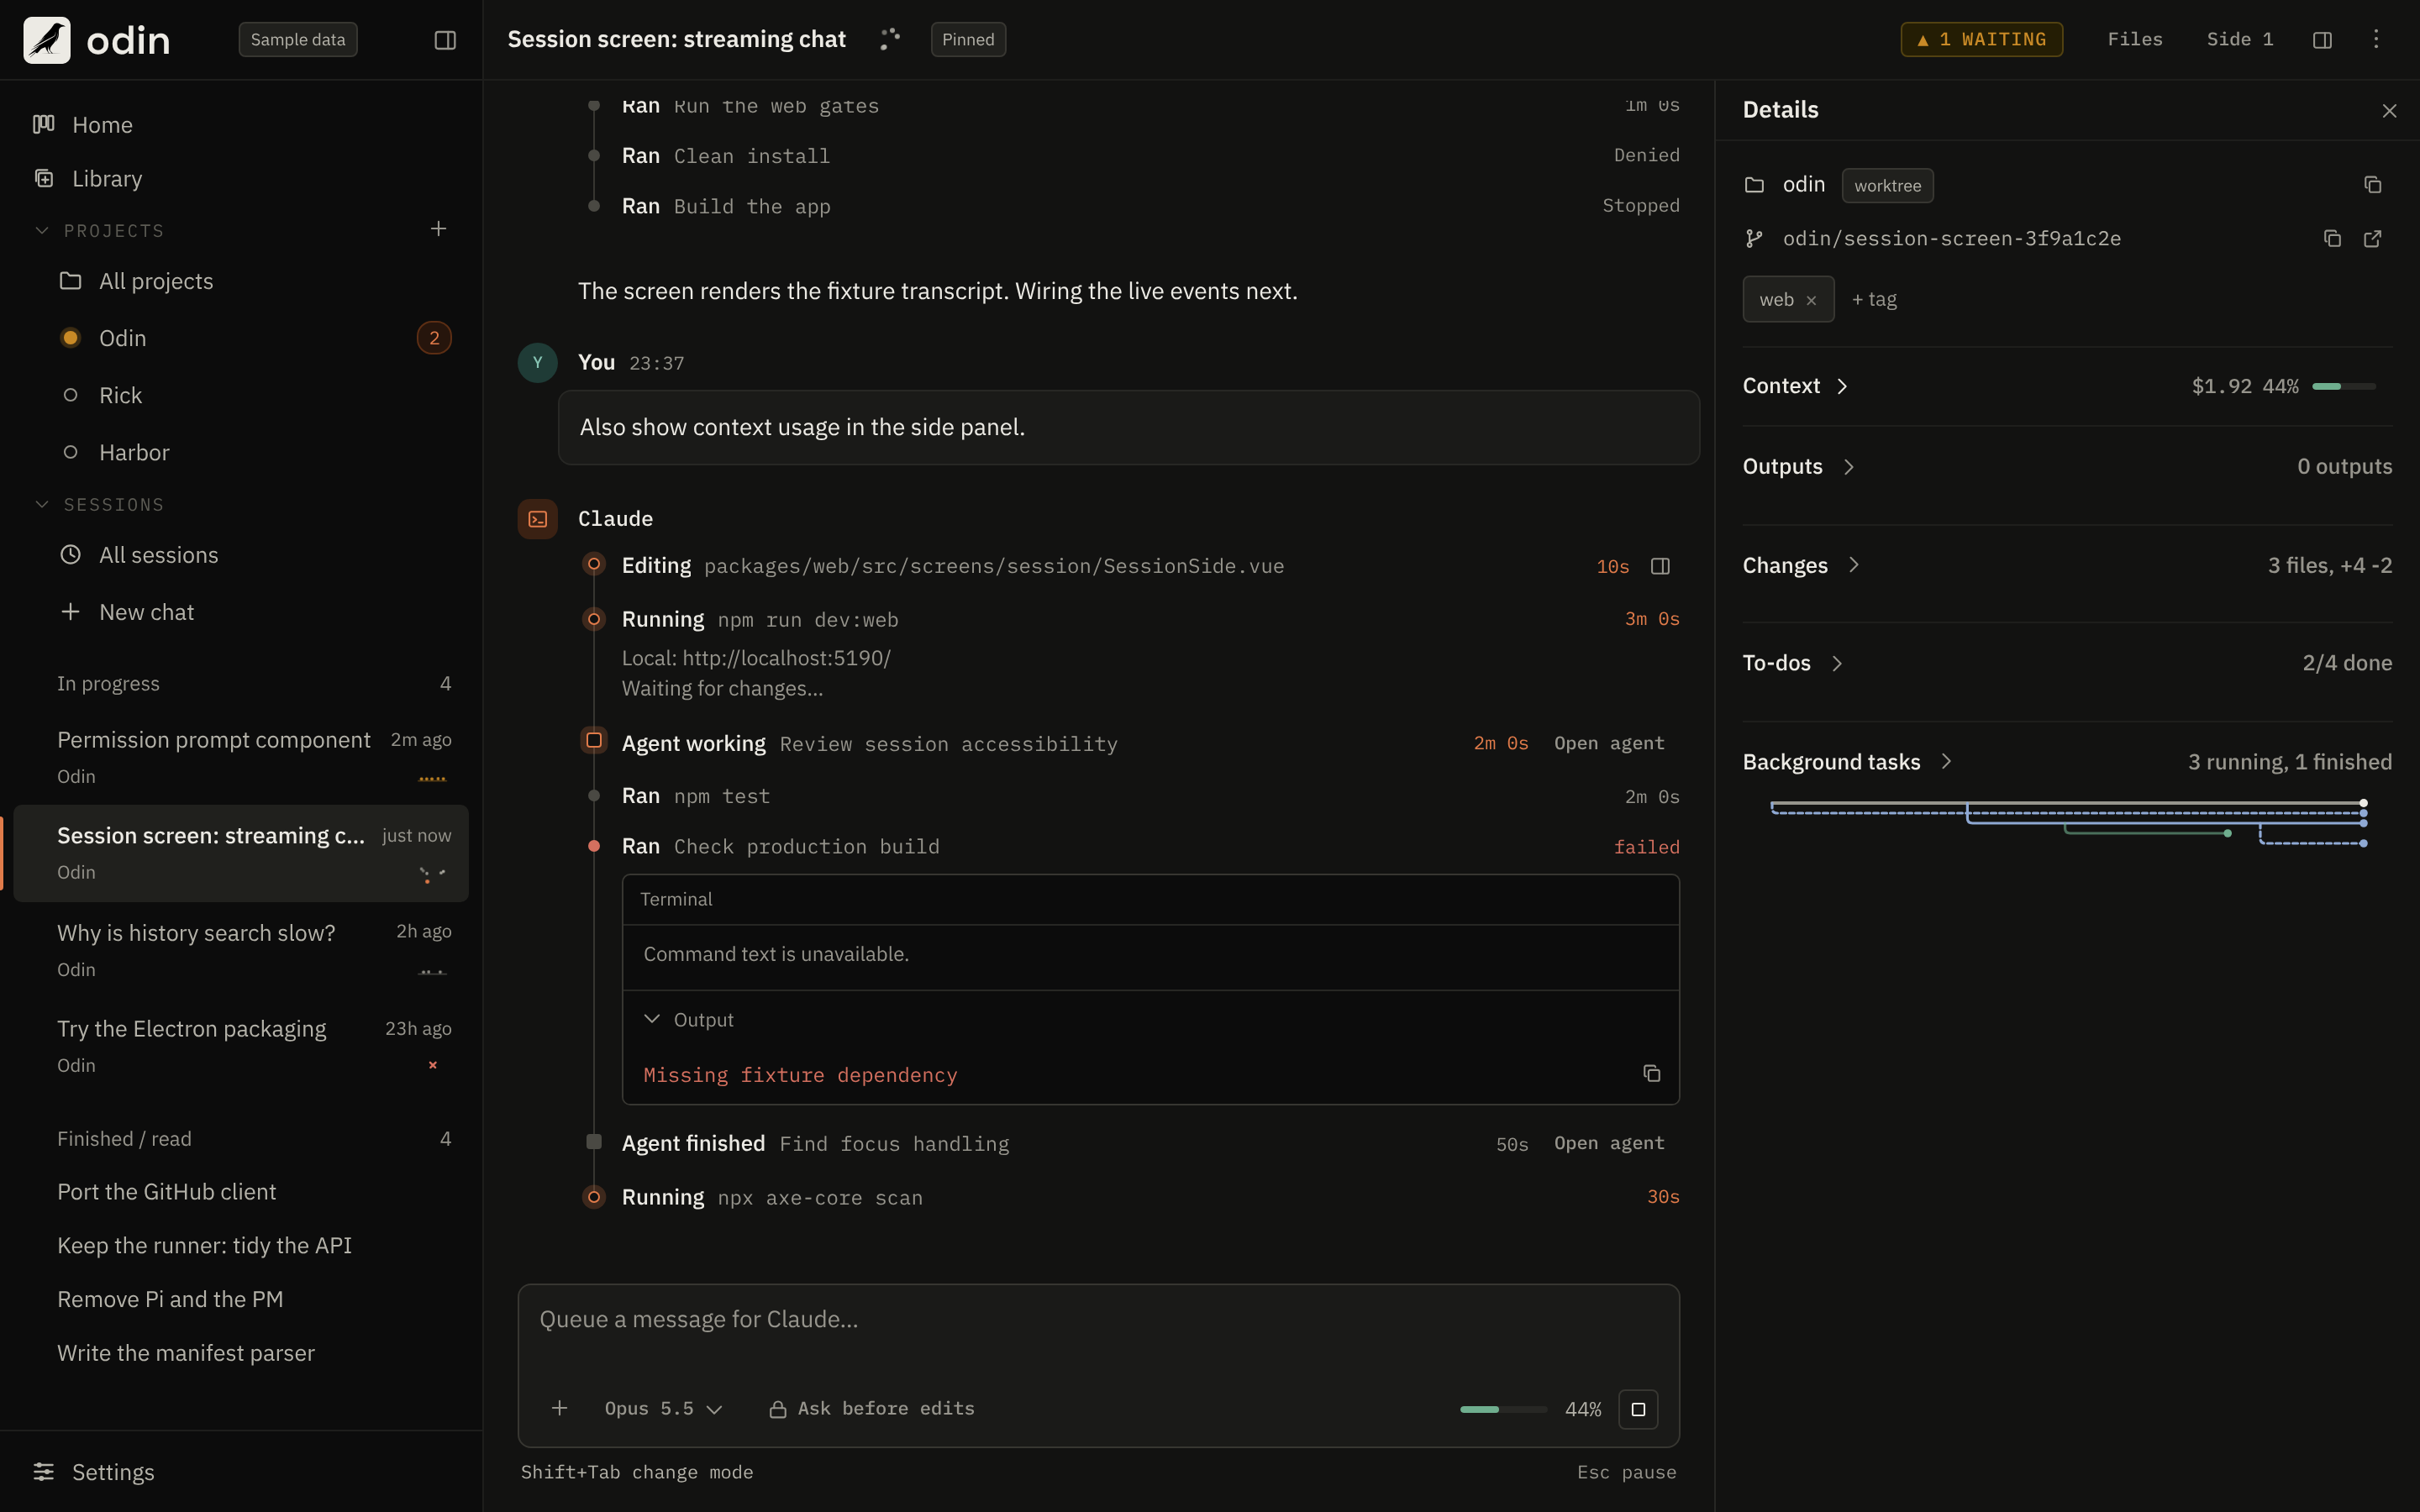 odin
Sample data
Home
Library
PROJECTS
All projects
Odin 2
Rick
Harbor
SESSIONS
All sessions
New chat
In progress 4
Permission prompt component 2m ago
Odin
Session screen: streaming c... just now
Odin
Why is history search slow? 2h ago
Odin
Try the Electron packaging 23h ago
Odin
Finished / read 4
Port the GitHub client
Keep the runner: tidy the API
Remove Pi and the PM
Write the manifest parser
Settings
Session screen: streaming chat
Pinned
▲ 1 WAITING
Files
Side 1
Ran Run the web gates 1m 0s
Ran Clean install Denied
Ran Build the app Stopped
The screen renders the fixture transcript. Wiring the live events next.
Y You 23:37
Also show context usage in the side panel.
Claude
Editing packages/web/src/screens/session/SessionSide.vue 10s
Running npm run dev:web 3m 0s
Local: http://localhost:5190/
Waiting for changes...
Agent working Review session accessibility 2m 0s Open agent
Ran npm test 2m 0s
Ran Check production build failed
Terminal
Command text is unavailable.
Output
Missing fixture dependency
Agent finished Find focus handling 50s Open agent
Running npx axe-core scan 30s
Queue a message for Claude...
Opus 5.5
Ask before edits
44%
Shift+Tab change mode
Esc pause
Details
odin worktree
odin/session-screen-3f9a1c2e
web × + tag
Context $1.92 44%
Outputs 0 outputs
Changes 3 files, +4 -2
To-dos 2/4 done
Background tasks 3 running, 1 finished